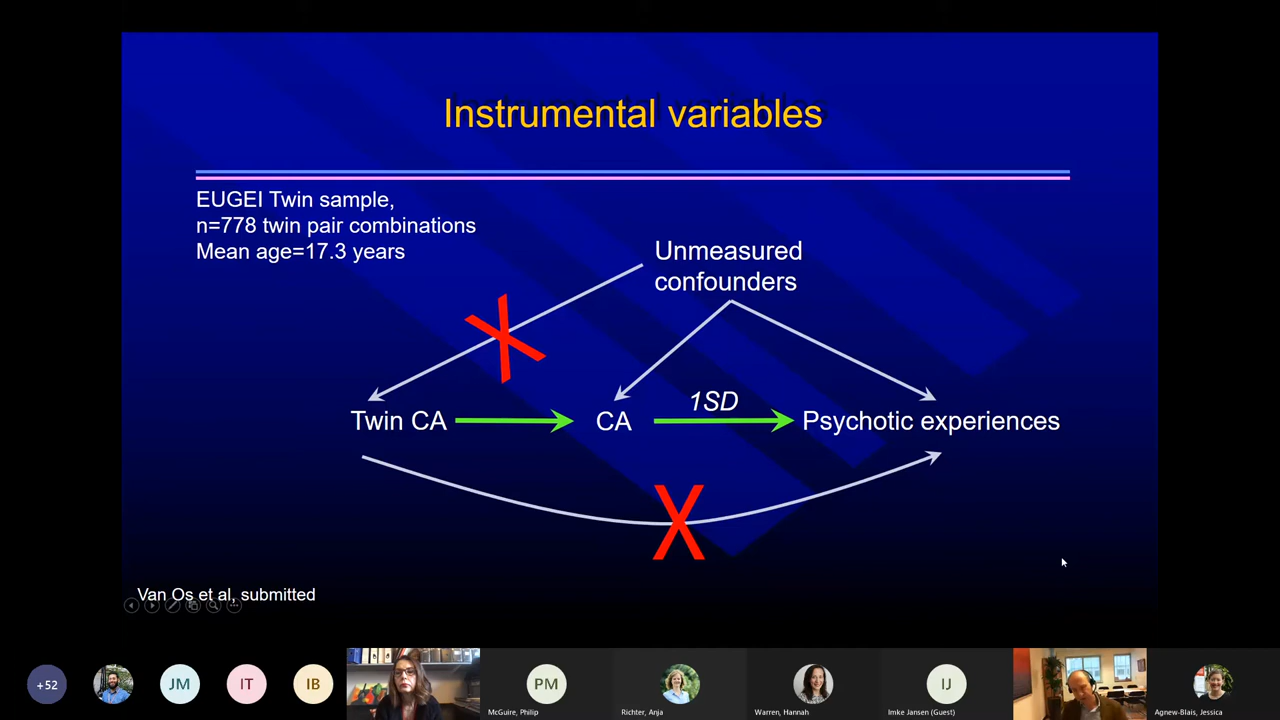 Instrumental variables
EUGEI Twin sample,
n=778 twin pair combinations
Mean age=17.3 years
Unmeasured
confounders
X
Twin CA
CA
1SD
Psychotic experiences
X
Van Os et al, submitted
+52
JM
IT
IB
PM
McGuire, Philip
Richter, Anja
Warren, Hannah
IJ
Imke Jansen (Guest)
Agnew-Blais, Jessica